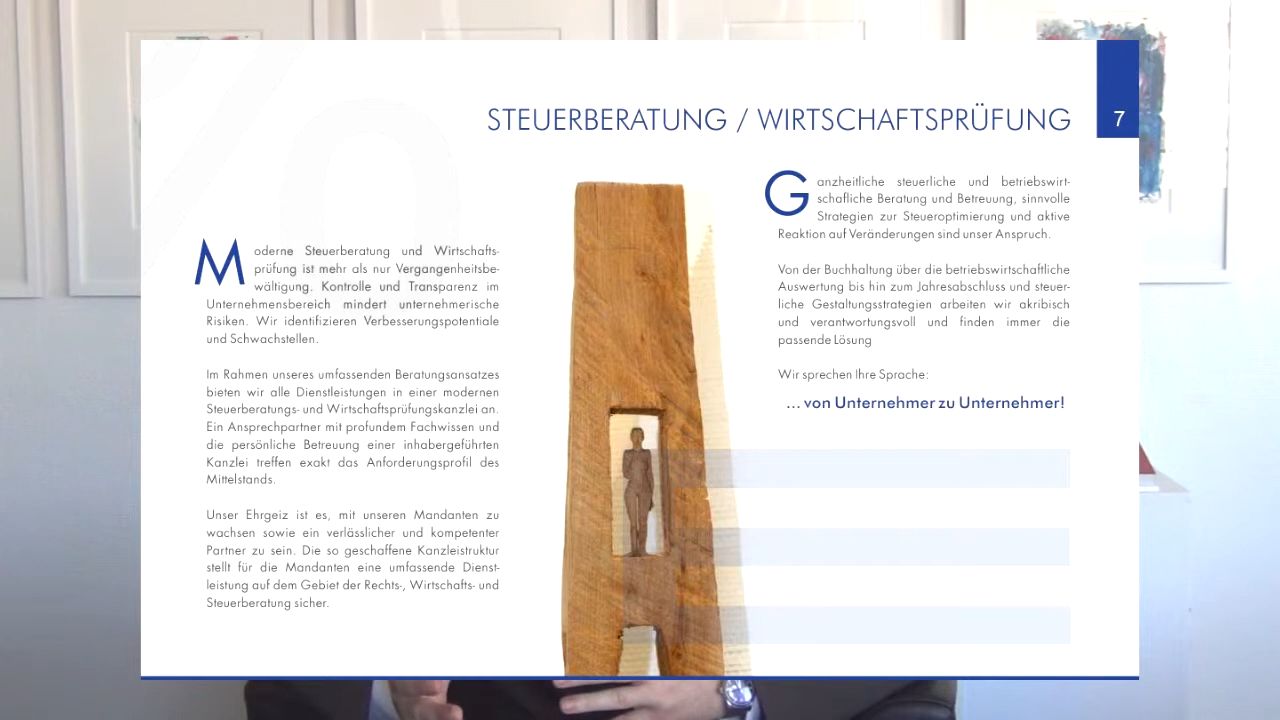 STEUERBERATUNG / WIRTSCHAFTSPRÜFUNG
7
Moderne Steuerberatung und Wirtschafts-
prüfung ist mehr als nur Vergangenheitsbe-
wältigung. Kontrolle und Transparenz im
Unternehmensbereich mindert unternehmerische
Risiken. Wir identifizieren Verbesserungspotentiale
und Schwachstellen.
Im Rahmen unseres umfassenden Beratungsansatzes
bieten wir alle Dienstleistungen in einer modernen
Steuerberatungs- und Wirtschaftsprüfungskanzlei an.
Ein Ansprechpartner mit profundem Fachwissen und
die persönliche Betreuung einer inhabergeführten
Kanzlei treffen exakt das Anforderungsprofil des
Mittelstands.
Unser Ehrgeiz ist es, mit unseren Mandanten zu
wachsen sowie ein verlässlicher und kompetenter
Partner zu sein. Die so geschaffene Kanzleistruktur
stellt für die Mandanten eine umfassende Dienst-
leistung auf dem Gebiet der Rechts-, Wirtschafts- und
Steuerberatung sicher.
Ganzheitliche steuerliche und betriebswirt-
schafliche Beratung und Betreuung, sinnvolle
Strategien zur Steueroptimierung und aktive
Reaktion auf Veränderungen sind unser Anspruch.
Von der Buchhaltung über die betriebswirtschaftliche
Auswertung bis hin zum Jahresabschluss und steuer-
liche Gestaltungsstrategien arbeiten wir akribisch
und verantwortungsvoll und finden immer die
passende Lösung
Wir sprechen Ihre Sprache:
... von Unternehmer zu Unternehmer!